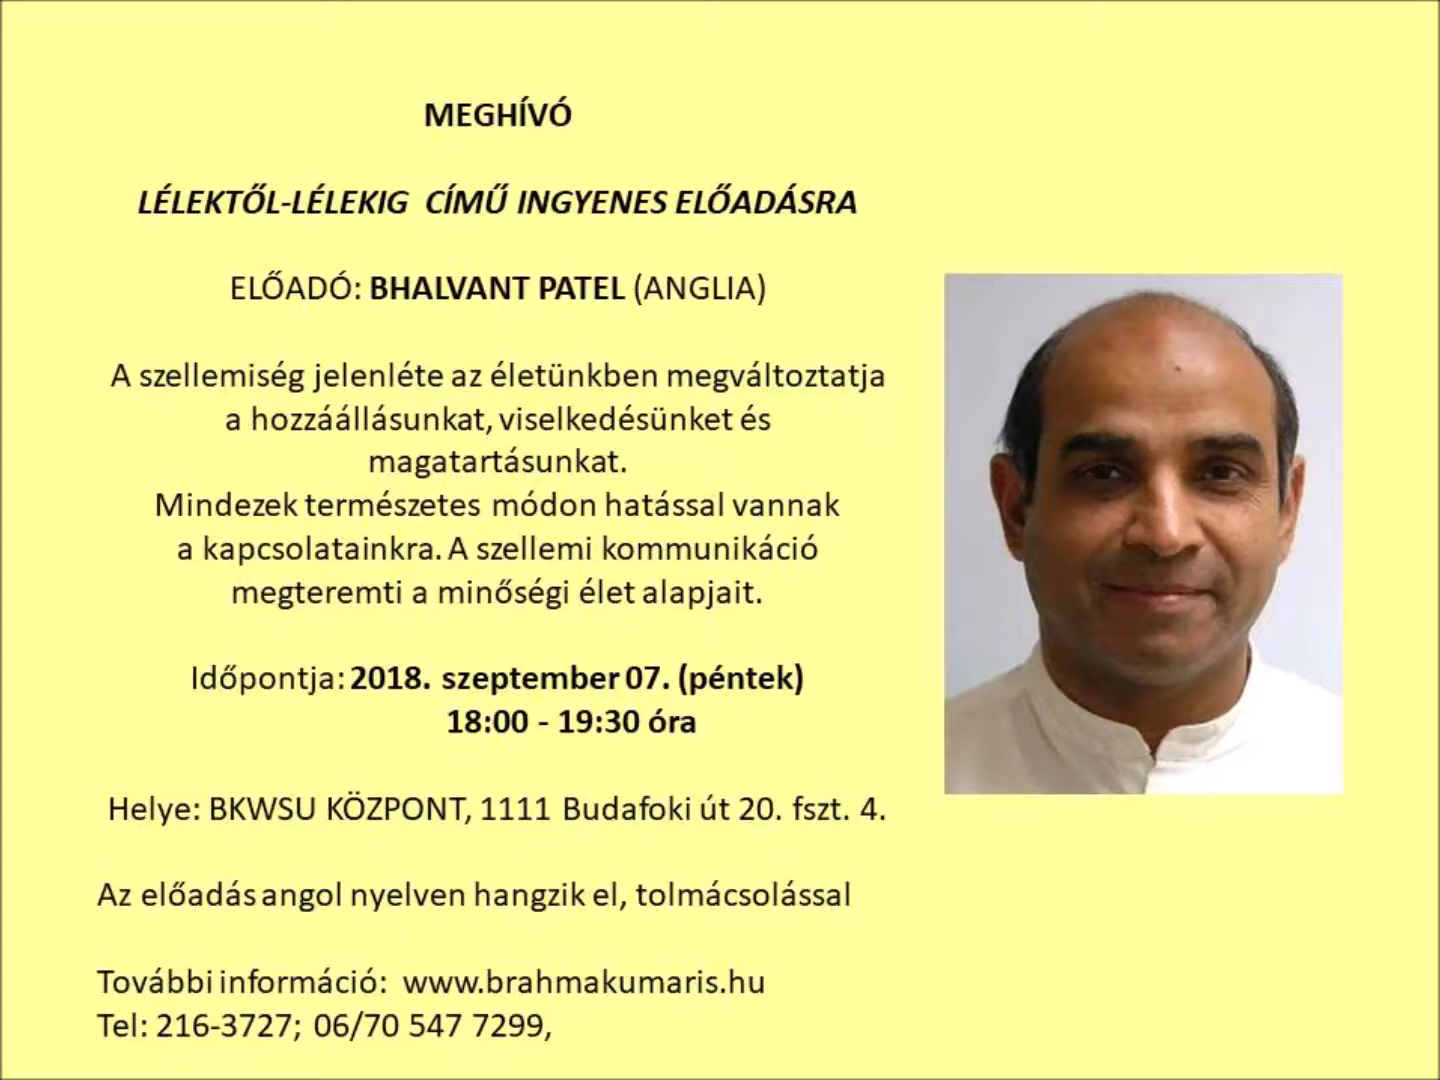 MEGHÍVÓ
LÉLEKTŐL-LÉLEKIG CÍMŰ INGYENES ELŐADÁSRA
ELŐADÓ: BHALVANT PATEL (ANGLIA)
A szellemiség jelenléte az életünkben megváltoztatja
a hozzáállásunkat, viselkedésünket és
magatartásunkat.
Mindezek természetes módon hatással vannak
a kapcsolatainkra. A szellemi kommunikáció
megteremti a minőségi élet alapjait.
Időpontja: 2018. szeptember 07. (péntek)
18:00 - 19:30 óra
Helye: BKWSU KÖZPONT, 1111 Budafoki út 20. fszt. 4.
Az előadás angol nyelven hangzik el, tolmácsolással
További információ: www.brahmakumaris.hu
Tel: 216-3727; 06/70 547 7299,